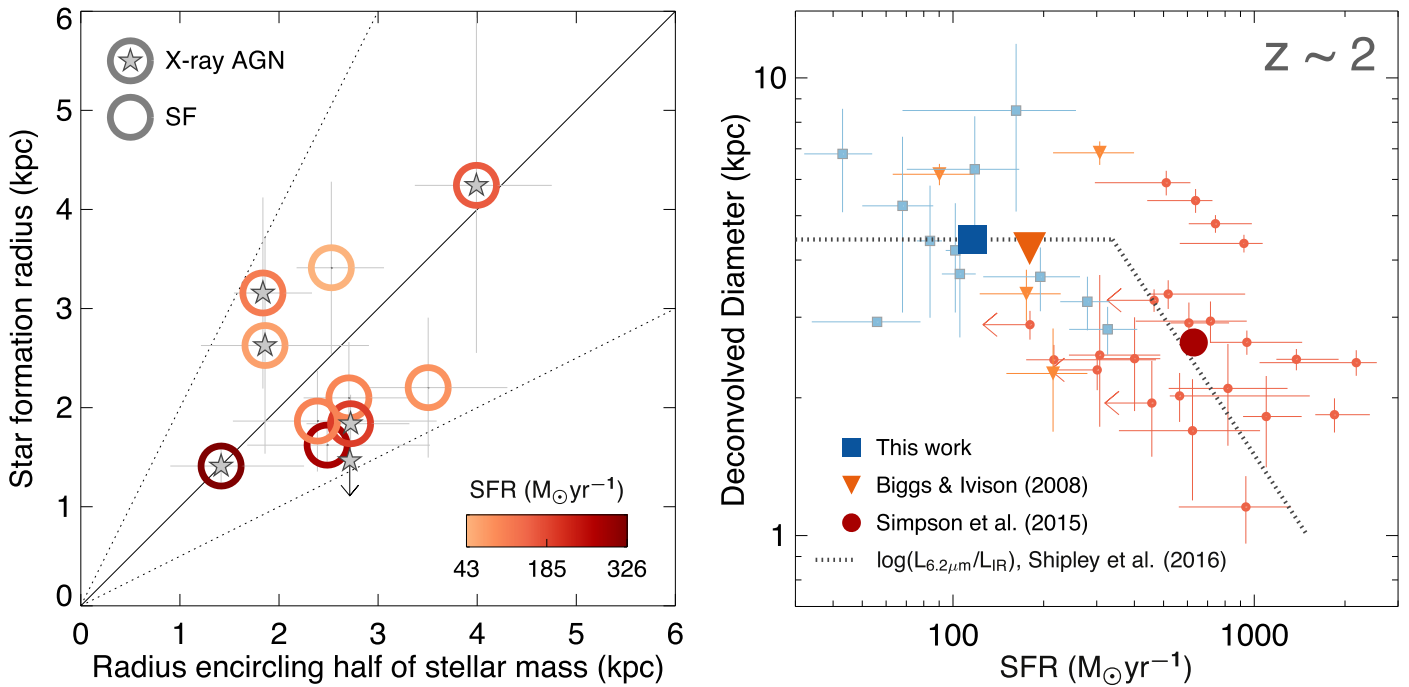 6
5
4
3
2
1
0
Star formation radius (kpc)
X-ray AGN
SF
SFR (M⊙yr⁻¹)
43 185 326
0 1 2 3 4 5 6
Radius encircling half of stellar mass (kpc)
z ~ 2
10
1
Deconvolved Diameter (kpc)
This work
Biggs & Ivison (2008)
Simpson et al. (2015)
log(L6.2μm/LIR), Shipley et al. (2016)
100 1000
SFR (M⊙yr⁻¹)